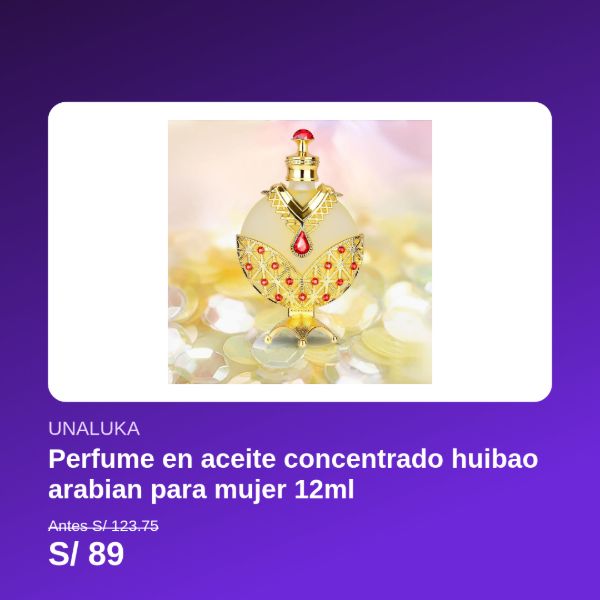 UNALUKA
Perfume en aceite concentrado huibao
arabian para mujer 12ml
Antes S/ 123.75
S/ 89